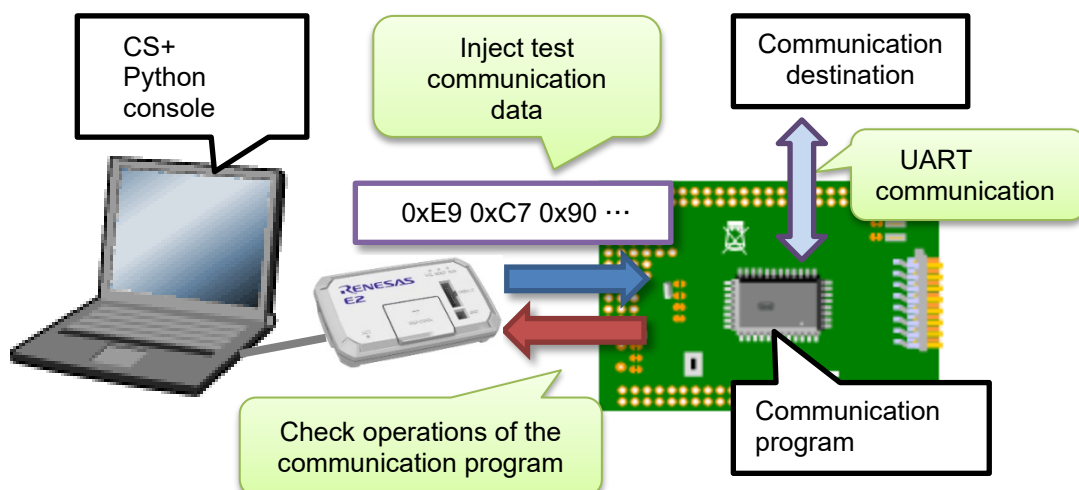 CS+
Python
console
Inject test
communication
data
Communication
destination
UART
communication
0xE9 0xC7 0x90 ···
RENESAS
E2
Check operations of the
communication program
Communication
program